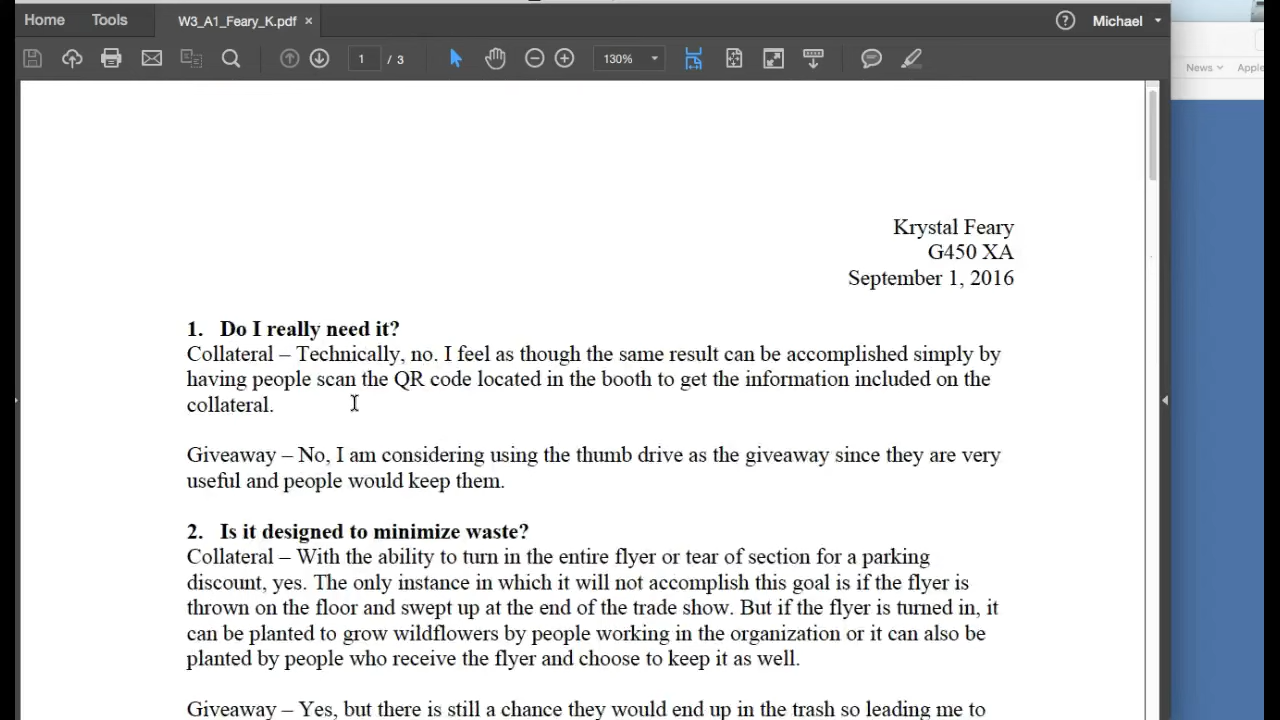 Home Tools W3_A1_Feary_K.pdf × Michael
1 / 3 130%
News Apple
Krystal Feary
G450 XA
September 1, 2016
1. Do I really need it?
Collateral – Technically, no. I feel as though the same result can be accomplished simply by
having people scan the QR code located in the booth to get the information included on the
collateral.
Giveaway – No, I am considering using the thumb drive as the giveaway since they are very
useful and people would keep them.
2. Is it designed to minimize waste?
Collateral – With the ability to turn in the entire flyer or tear of section for a parking
discount, yes. The only instance in which it will not accomplish this goal is if the flyer is
thrown on the floor and swept up at the end of the trade show. But if the flyer is turned in, it
can be planted to grow wildflowers by people working in the organization or it can also be
planted by people who receive the flyer and choose to keep it as well.
Giveaway – Yes, but there is still a chance they would end up in the trash so leading me to